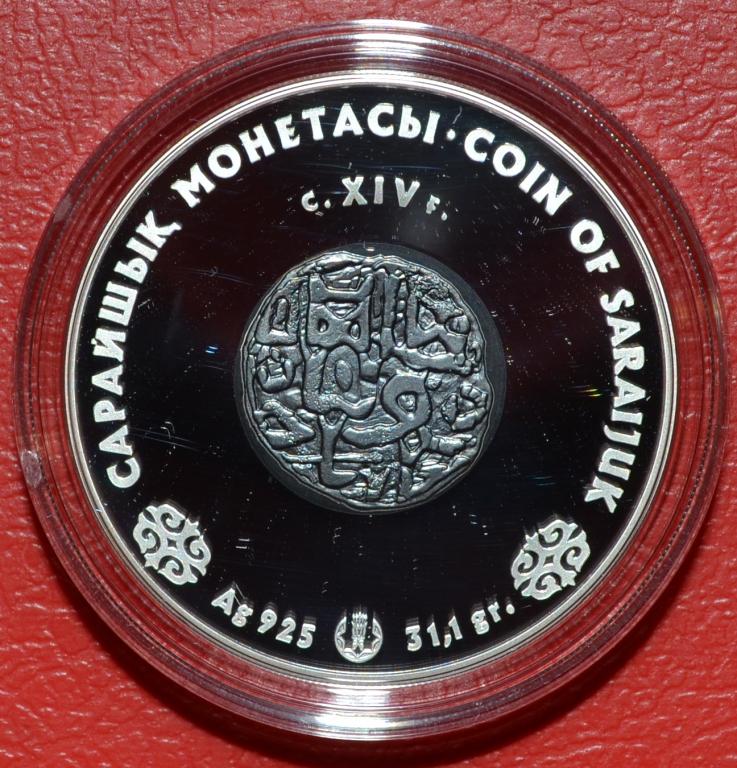 САРАЙШЫҚ МОНЕТАСЫ · COIN OF SARAIJUK
с. XIV ғ.
Ag 925 31,1 gr.